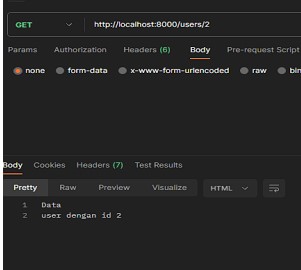 GET http://localhost:8000/users/2
Params Authorization Headers (6) Body Pre-request Script
none form-data x-www-form-urlencoded raw bin
Body Cookies Headers (7) Test Results
Pretty Raw Preview Visualize HTML
1 Data
2 user dengan id 2